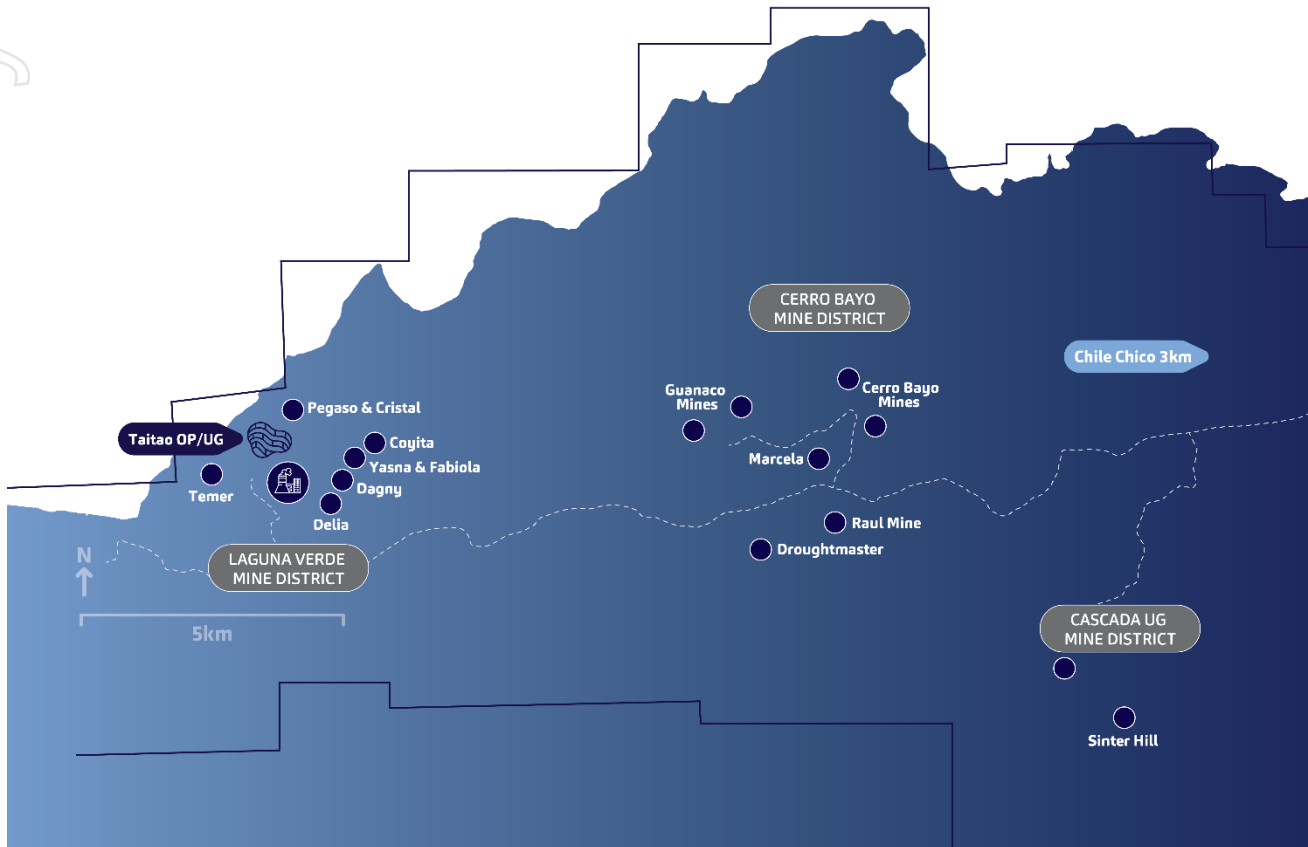 CERRO BAYO
MINE DISTRICT
Chile Chico 3km
Guanaco
Mines
Cerro Bayo
Mines
Pegaso & Cristal
Taitao OP/UG
Coyita
Yasna & Fabiola
Marcela
Temer
Dagny
Delia
Raul Mine
Droughtmaster
LAGUNA VERDE
MINE DISTRICT
N
5km
CASCADA UG
MINE DISTRICT
Sinter Hill